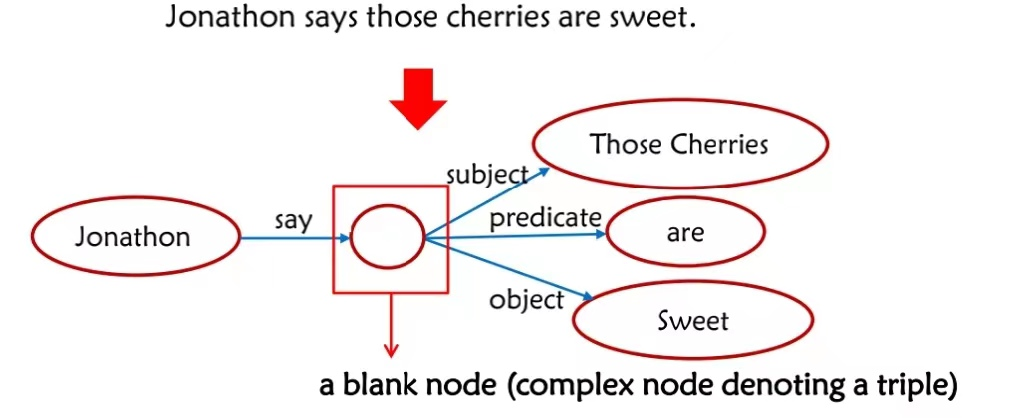 Jonathon says those cherries are sweet.
Those Cherries
subject
say
predicate
Jonathon
are
object
Sweet
a blank node (complex node denoting a triple)